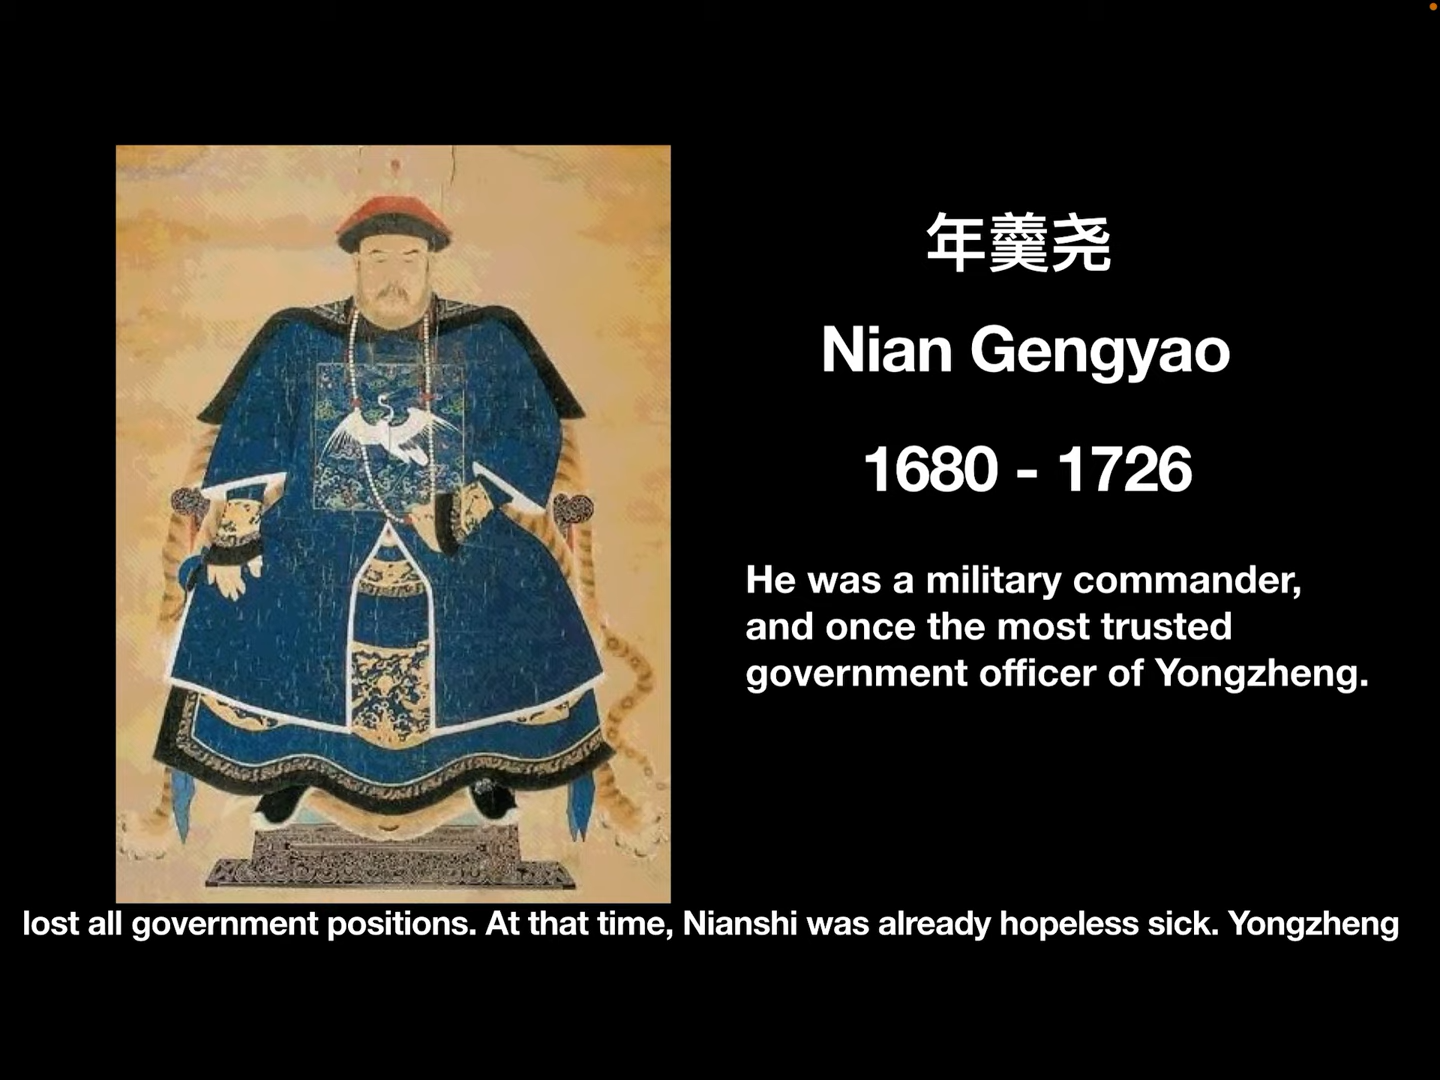 年羹尧
Nian Gengyao
1680 - 1726
He was a military commander,
and once the most trusted
government officer of Yongzheng.
lost all government positions. At that time, Nianshi was already hopeless sick. Yongzheng